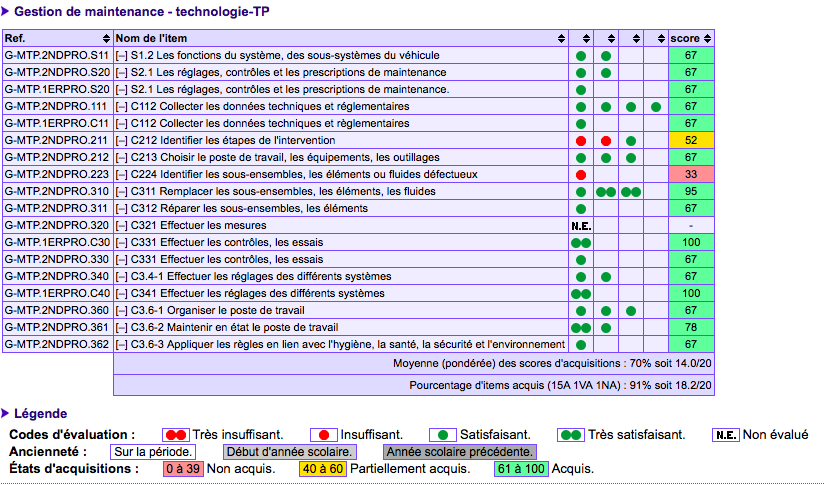 Gestion de maintenance - technologie-TP
Ref. Nom de l'item score
G-MTP.2NDPRO.S11 [--] S1.2 Les fonctions du système, des sous-systèmes du véhicule 67
G-MTP.2NDPRO.S20 [--] S2.1 Les réglages, contrôles et les prescriptions de maintenance 67
G-MTP.1ERPRO.S20 [--] S2.1 Les réglages, contrôles et les prescriptions de maintenance. 67
G-MTP.2NDPRO.111 [--] C112 Collecter les données techniques et réglementaires 67
G-MTP.1ERPRO.C11 [--] C112 Collecter les données techniques et règlementaires 67
G-MTP.2NDPRO.211 [--] C212 Identifier les étapes de l'intervention 52
G-MTP.2NDPRO.212 [--] C213 Choisir le poste de travail, les équipements, les outillages 67
G-MTP.2NDPRO.223 [--] C224 Identifier les sous-ensembles, les éléments ou fluides défectueux 33
G-MTP.2NDPRO.310 [--] C311 Remplacer les sous-ensembles, les éléments, les fluides 95
G-MTP.2NDPRO.311 [--] C312 Réparer les sous-ensembles, les éléments 67
G-MTP.2NDPRO.320 [--] C321 Effectuer les mesures N.E. -
G-MTP.1ERPRO.C30 [--] C331 Effectuer les contrôles, les essais 100
G-MTP.2NDPRO.330 [--] C331 Effectuer les contrôles, les essais 67
G-MTP.2NDPRO.340 [--] C3.4-1 Effectuer les réglages des différents systèmes 67
G-MTP.1ERPRO.C40 [--] C341 Effectuer les réglages des différents systèmes 100
G-MTP.2NDPRO.360 [--] C3.6-1 Organiser le poste de travail 67
G-MTP.2NDPRO.361 [--] C3.6-2 Maintenir en état le poste de travail 78
G-MTP.2NDPRO.362 [--] C3.6-3 Appliquer les règles en lien avec l'hygiène, la santé, la sécurité et l'environnement 67
Moyenne (pondérée) des scores d'acquisitions : 70% soit 14.0/20
Pourcentage d'items acquis (15A 1VA 1NA) : 91% soit 18.2/20
Légende
Codes d'évaluation : Très insuffisant. Insuffisant. Satisfaisant. Très satisfaisant. N.E. Non évalué
Ancienneté : Sur la période. Début d'année scolaire. Année scolaire précédente.
États d'acquisitions : 0 à 39 Non acquis. 40 à 60 Partiellement acquis. 61 à 100 Acquis.